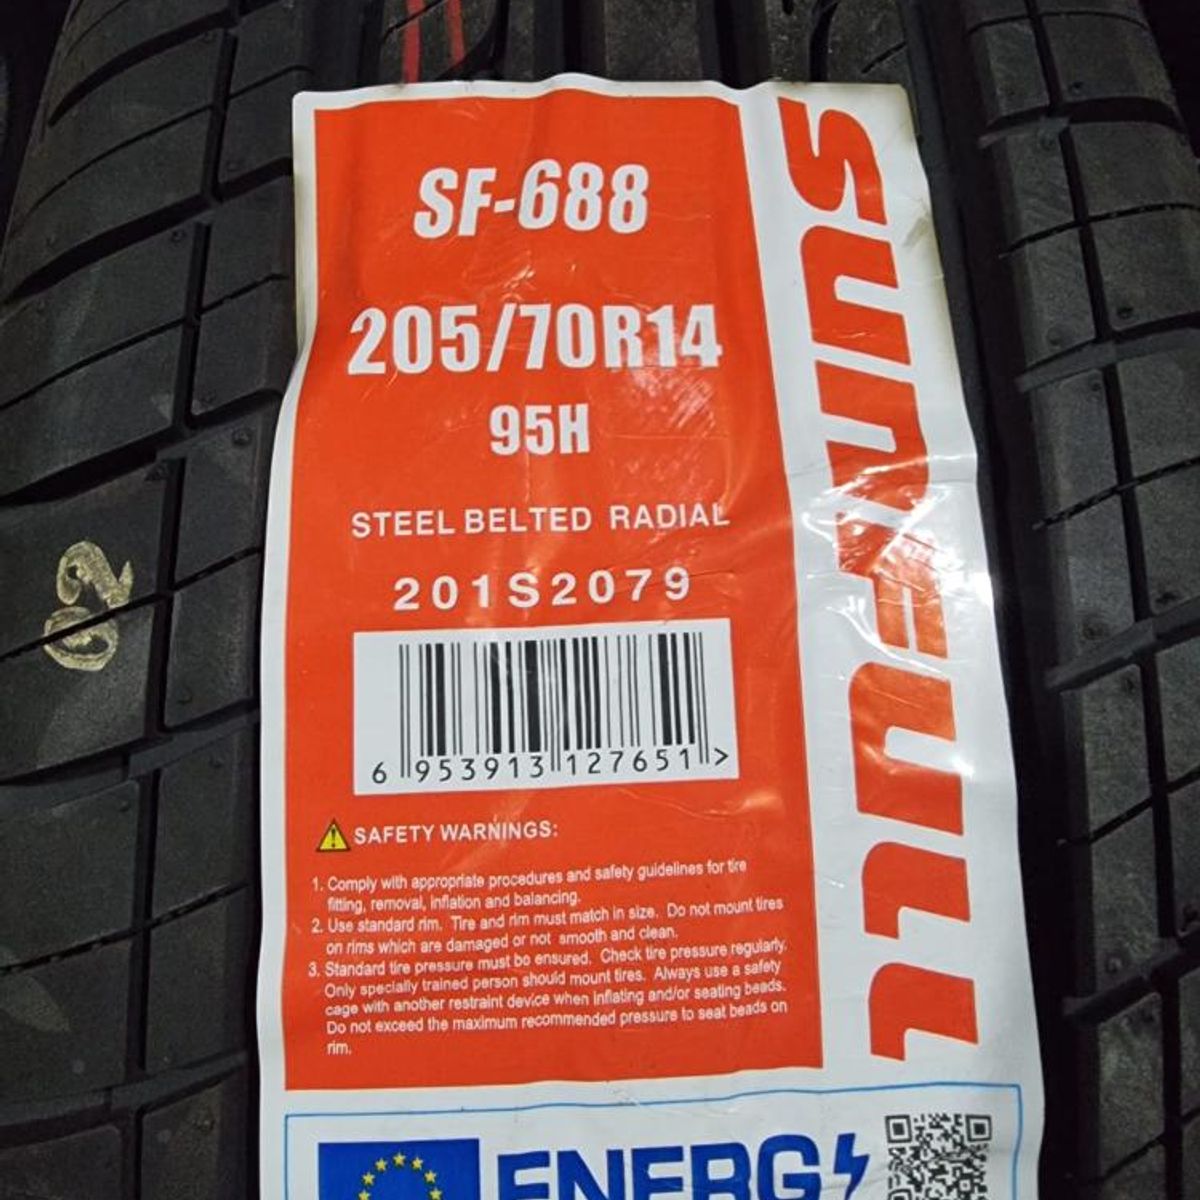 SF-688
205/70R14
95H
STEEL BELTED RADIAL
201S2079
6 953913 127651 >
SAFETY WARNINGS:
1. Comply with appropriate procedures and safety guidelines for tire
fitting, removal, inflation and balancing.
2. Use standard rim. Tire and rim must match in size. Do not mount tires
on rims which are damaged or not smooth and clean.
3. Standard tire pressure must be ensured. Check tire pressure regularly.
Only specially trained person should mount tires. Always use a safety
cage with another restraint device when inflating and/or seating beads.
Do not exceed the maximum recommended pressure to seat beads on
rim.
SUNFULL
02
ENERG